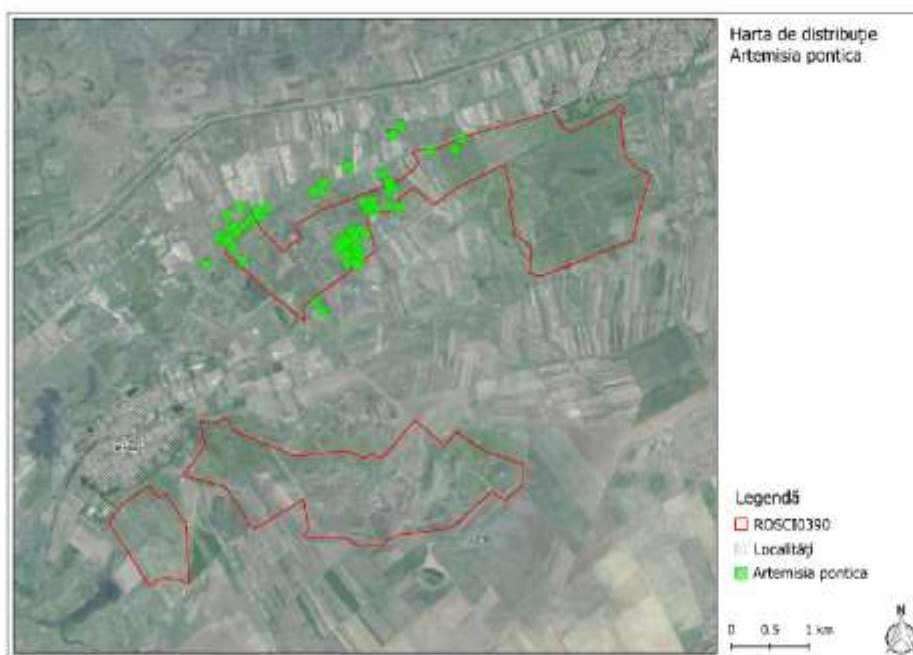 Harta de distribuție
Artemisia pontica
Legendă
ROSCI0390
Localități
Artemisia pontica
N
0 0.5 1 km